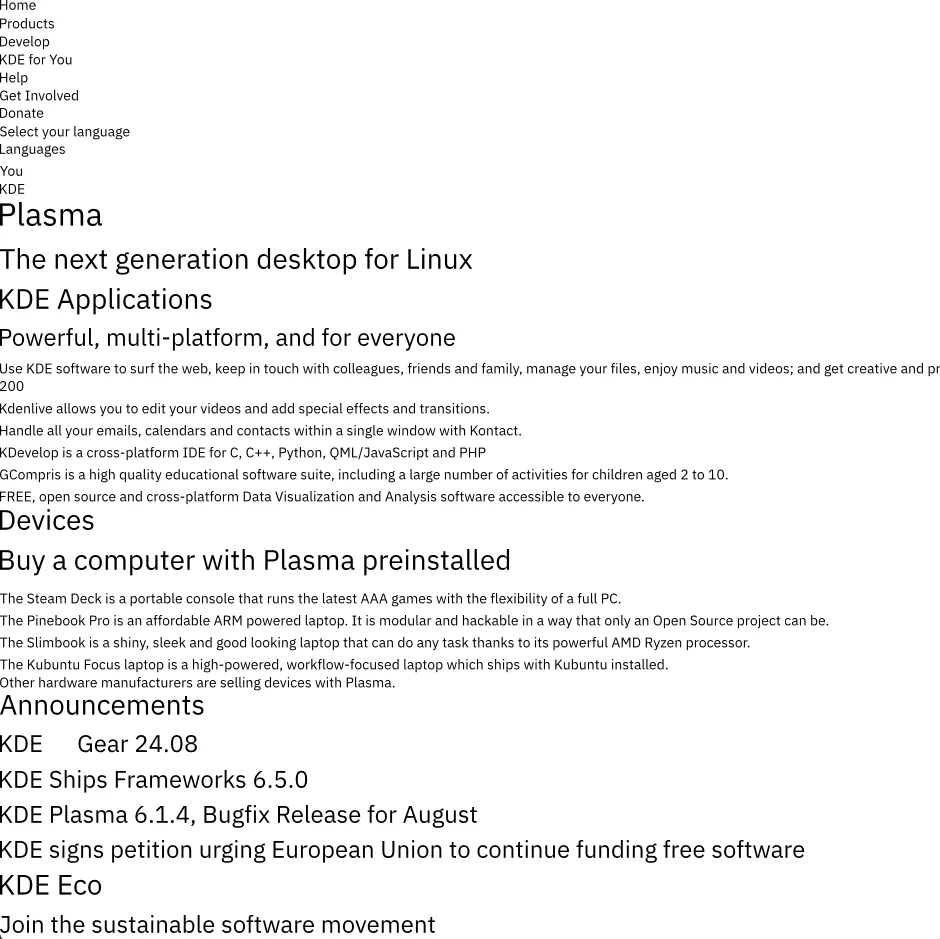 Home
Products
Develop
KDE for You
Help
Get Involved
Donate
Select your language
Languages
You
KDE
Plasma
The next generation desktop for Linux
KDE Applications
Powerful, multi-platform, and for everyone
Use KDE software to surf the web, keep in touch with colleagues, friends and family, manage your files, enjoy music and videos; and get creative and
200
Kdenlive allows you to edit your videos and add special effects and transitions.
Handle all your emails, calendars and contacts within a single window with Kontact.
KDevelop is a cross-platform IDE for C, C++, Python, QML/JavaScript and PHP
GCompris is a high quality educational software suite, including a large number of activities for children aged 2 to 10.
FREE, open source and cross-platform Data Visualization and Analysis software accessible to everyone.
Devices
Buy a computer with Plasma preinstalled
The Steam Deck is a portable console that runs the latest AAA games with the flexibility of a full PC.
The Pinebook Pro is an affordable ARM powered laptop. It is modular and hackable in a way that only an Open Source project can be.
The Slimbook is a shiny, sleek and good looking laptop that can do any task thanks to its powerful AMD Ryzen processor.
The Kubuntu Focus laptop is a high-powered, workflow-focused laptop which ships with Kubuntu installed.
Other hardware manufacturers are selling devices with Plasma.
Announcements
KDE Gear 24.08
KDE Ships Frameworks 6.5.0
KDE Plasma 6.1.4, Bugfix Release for August
KDE signs petition urging European Union to continue funding free software
KDE Eco
Join the sustainable software movement